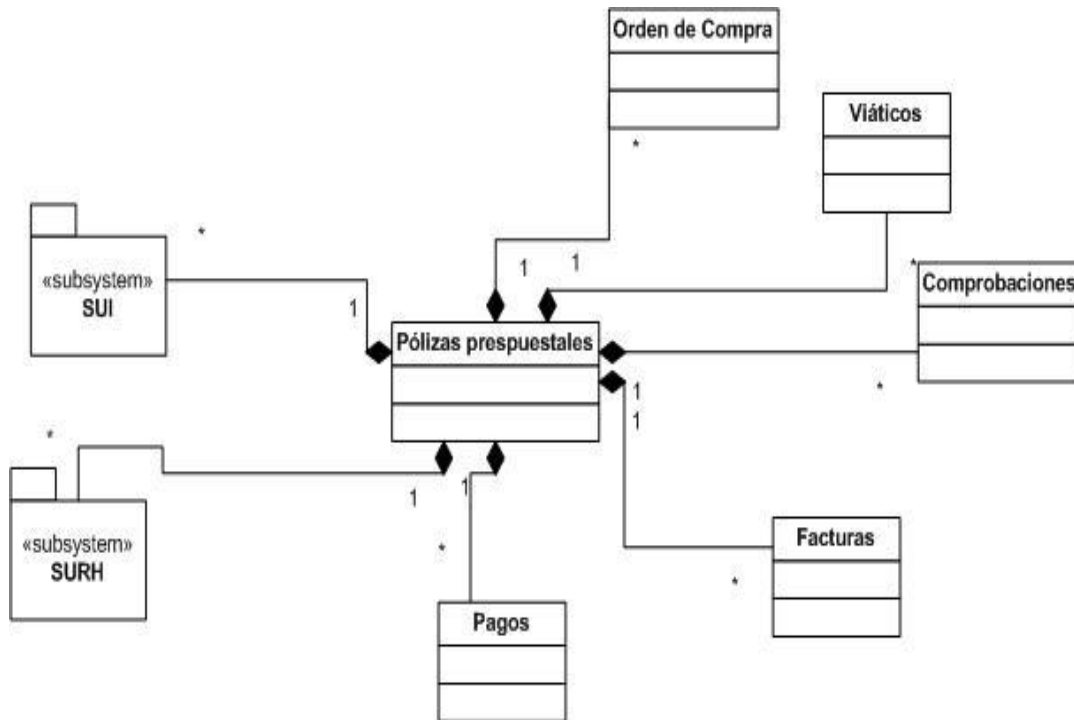 Orden de Compra
*
Viáticos
*
«subsystem»
SUI
*
1
1
1
Comprobaciones
*
Pólizas prespuestales
1
1
«subsystem»
SURH
*
1
1
*
Facturas
*
Pagos